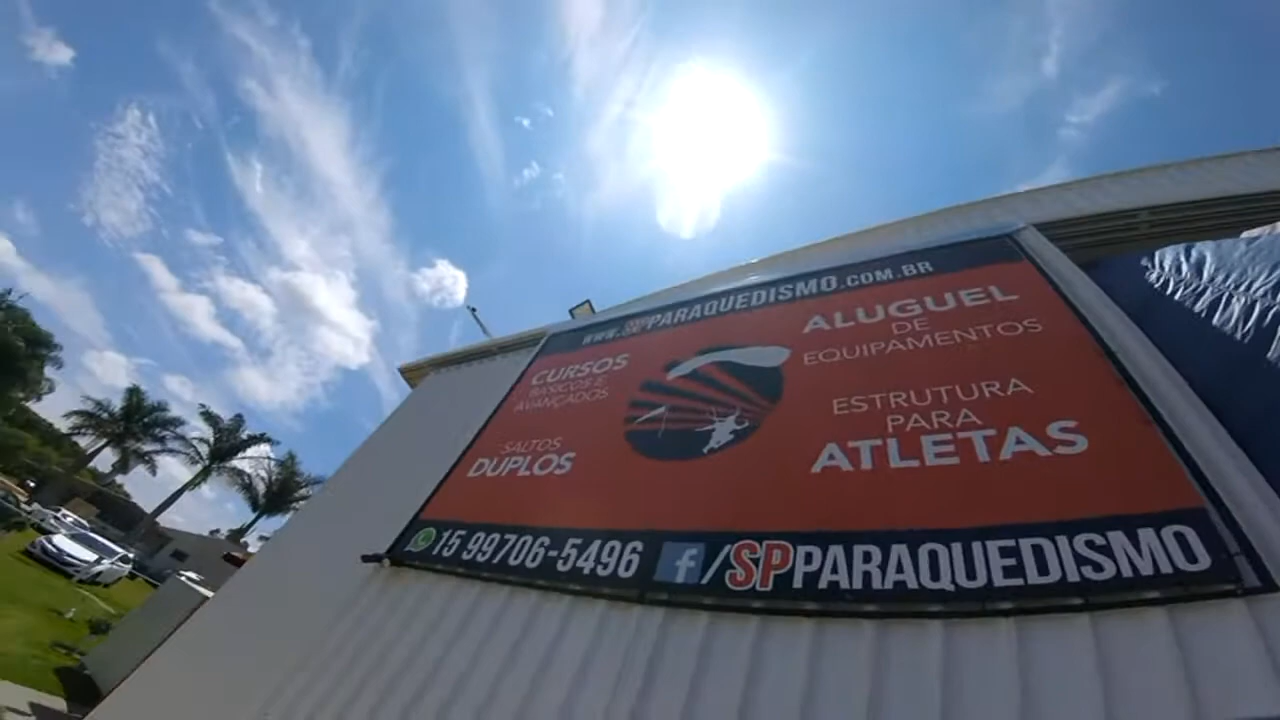 WWW.SPPARAQUEDISMO.COM.BR
CURSOS
BÁSICOS E
AVANÇADOS
SALTOS
DUPLOS
ALUGUEL
DE
EQUIPAMENTOS
ESTRUTURA
PARA
ATLETAS
15 99706-5496 f/SPPARAQUEDISMO